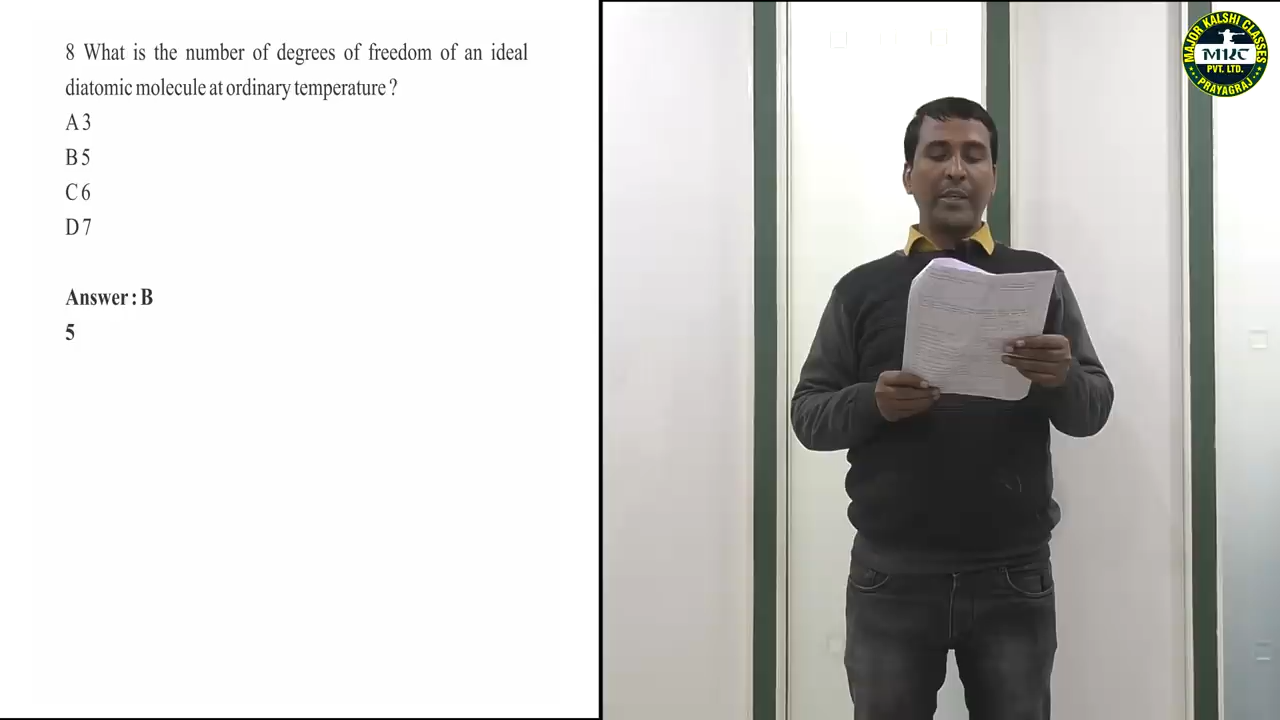 8 What is the number of degrees of freedom of an ideal
diatomic molecule at ordinary temperature ?
A 3
B 5
C 6
D 7
Answer : B
5
MAJOR KALSHI CLASSES
MKC
PVT. LTD.
PRAYAGRAJ